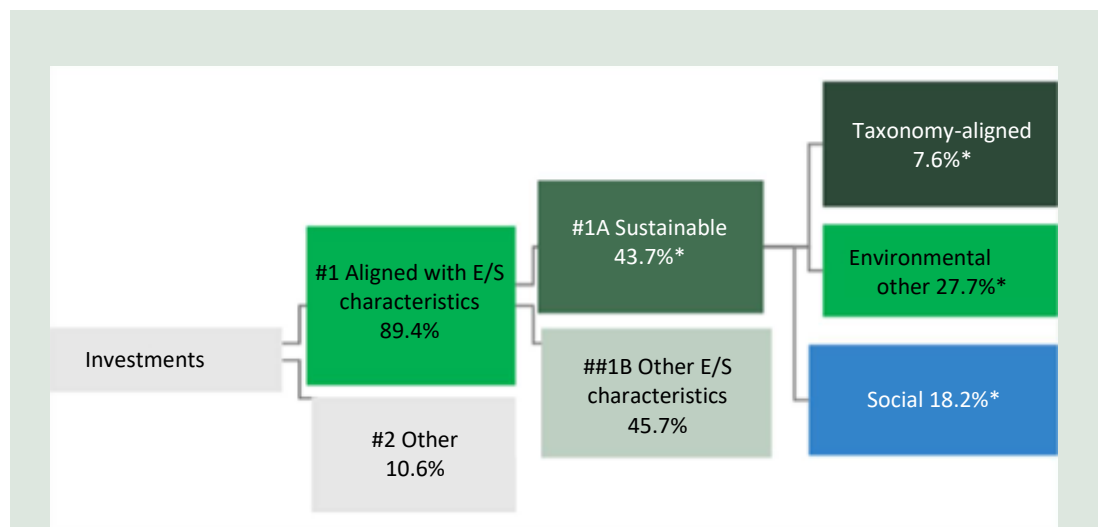 Investments
#1 Aligned with E/S
characteristics
89.4%
#2 Other
10.6%
#1A Sustainable
43.7%*
##1B Other E/S
characteristics
45.7%
Taxonomy-aligned
7.6%*
Environmental
other 27.7%*
Social 18.2%*